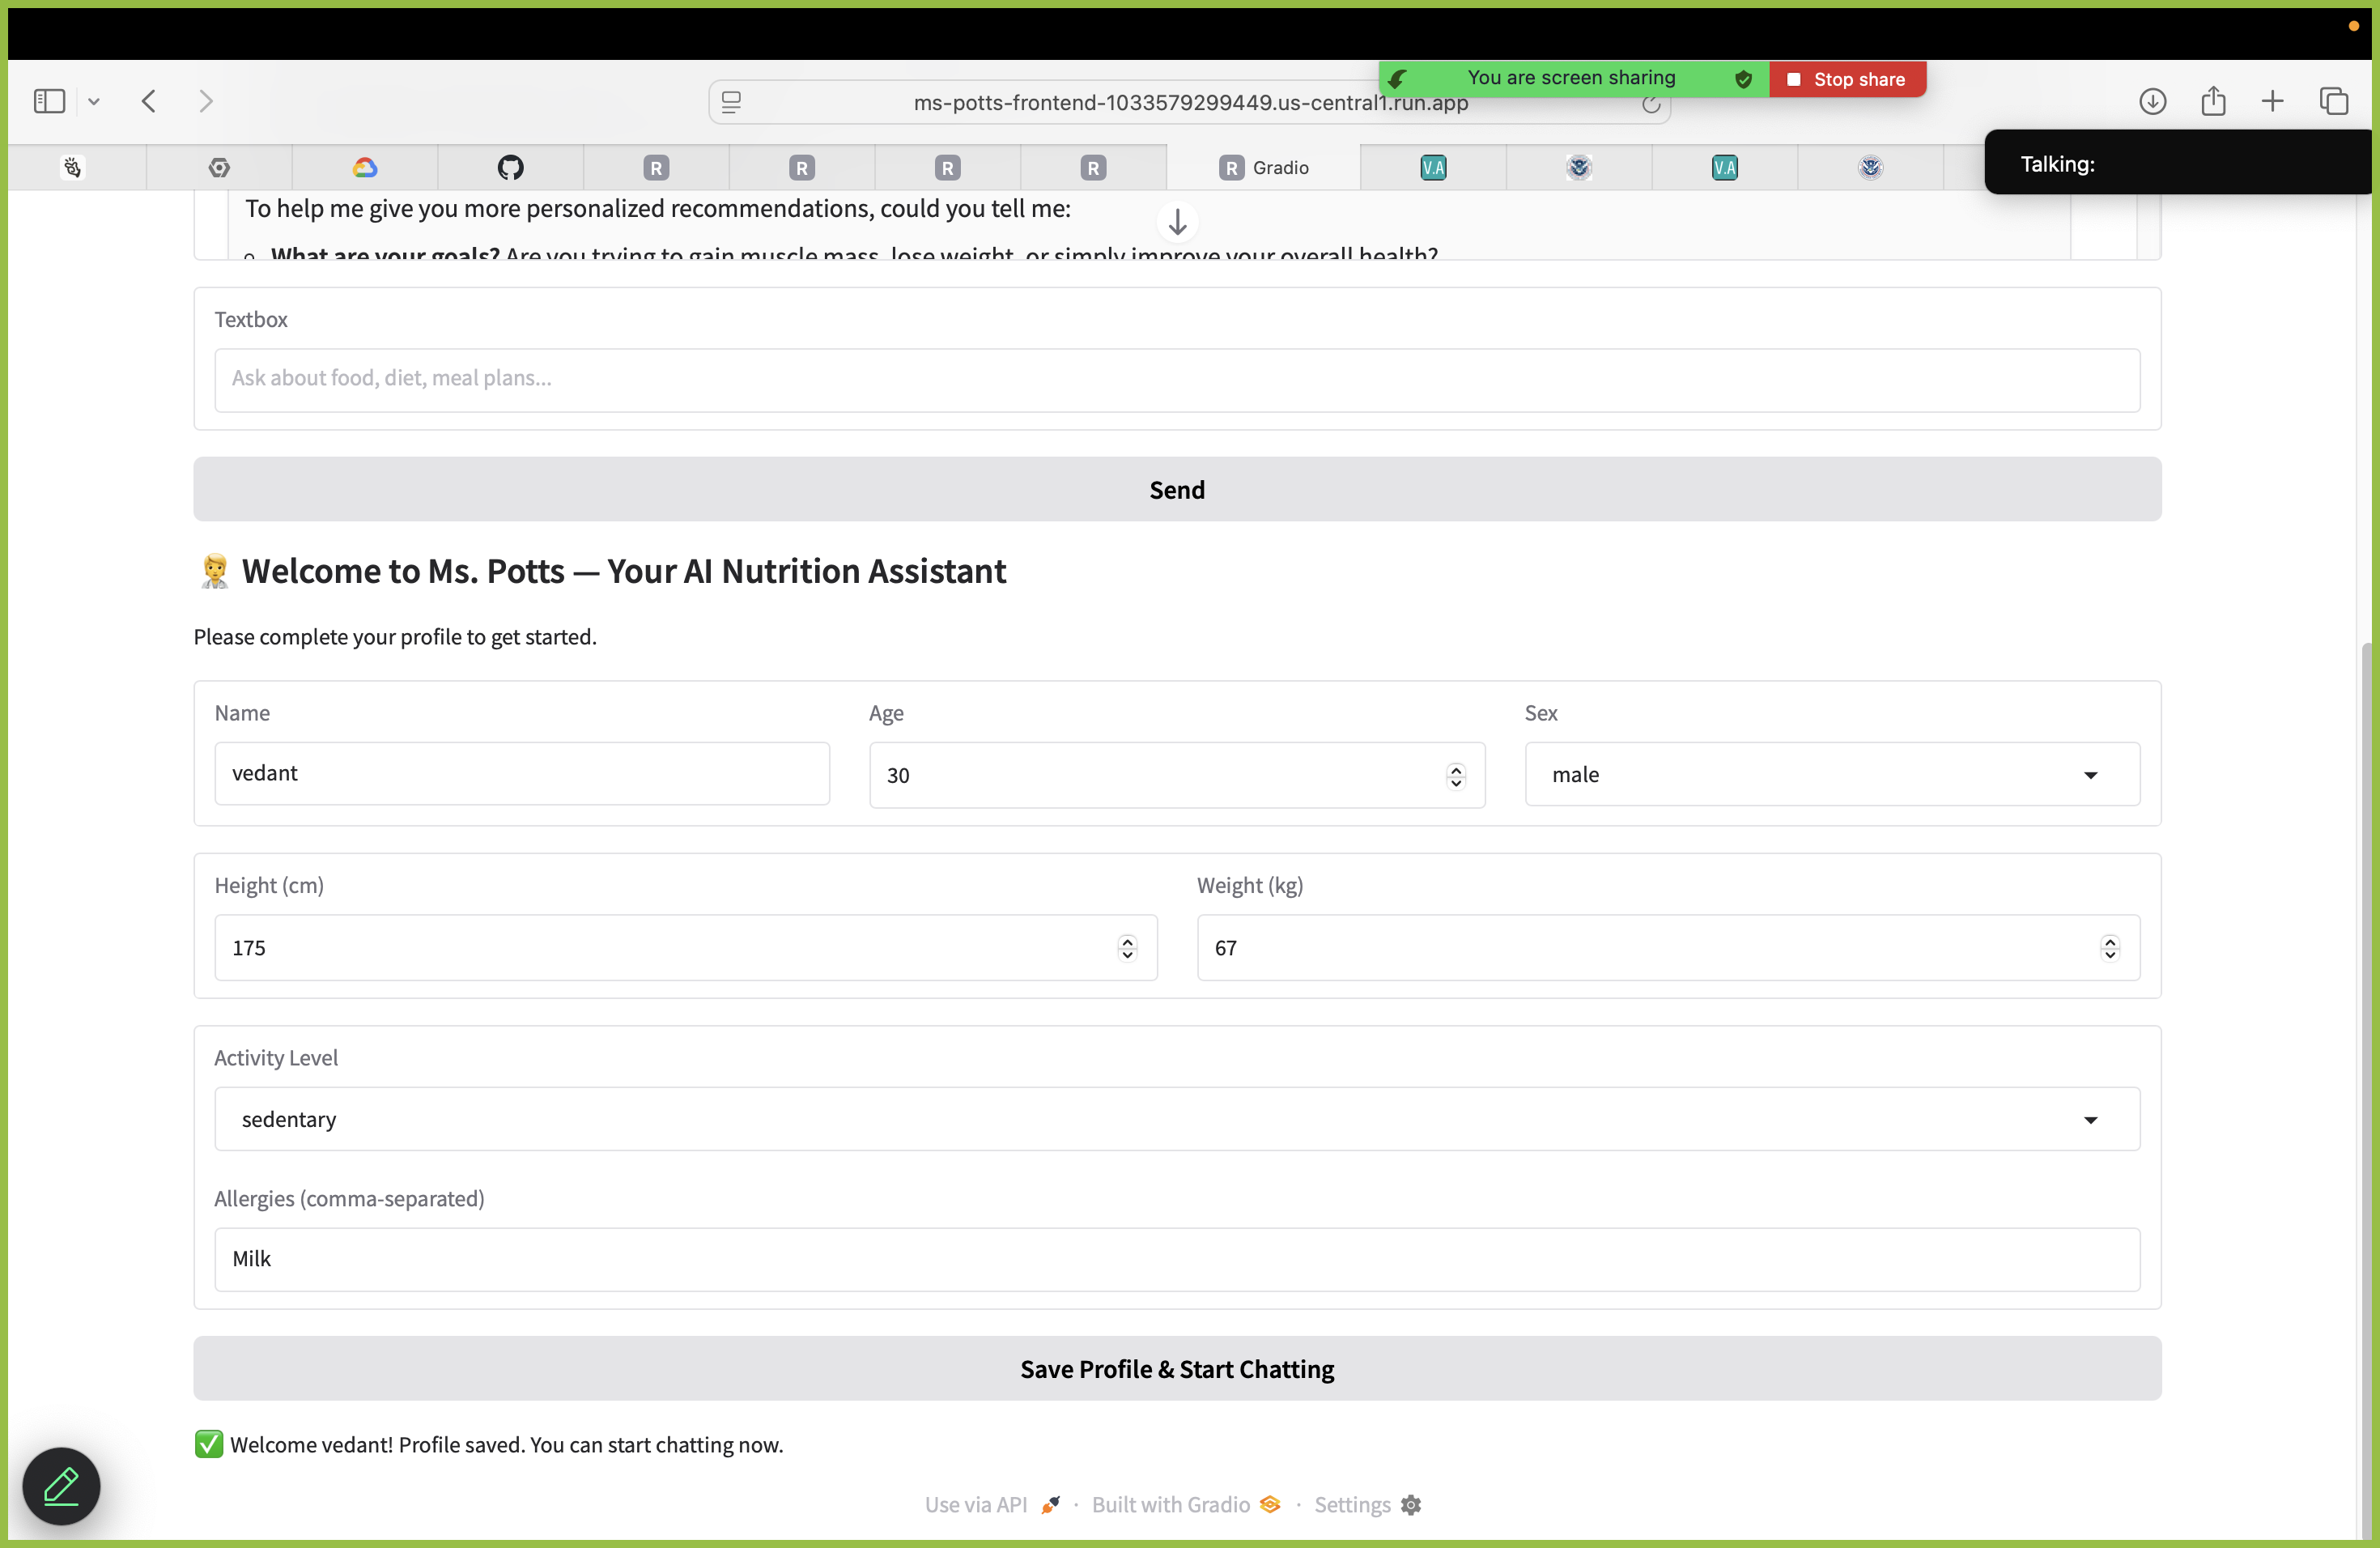 You are screen sharing
Stop share
ms-potts-frontend-1033579299449.us-central1.run.app
Talking:
R
R
R
R
R Gradio
V.A
V.A
To help me give you more personalized recommendations, could you tell me:
What are your goals? Are you trying to gain muscle mass, lose weight, or simply improve your overall health?
Textbox
Ask about food, diet, meal plans...
Send
Welcome to Ms. Potts — Your AI Nutrition Assistant
Please complete your profile to get started.
Name
Age
Sex
vedant
30
male
Height (cm)
Weight (kg)
175
67
Activity Level
sedentary
Allergies (comma-separated)
Milk
Save Profile & Start Chatting
✅ Welcome vedant! Profile saved. You can start chatting now.
Use via API · Built with Gradio · Settings